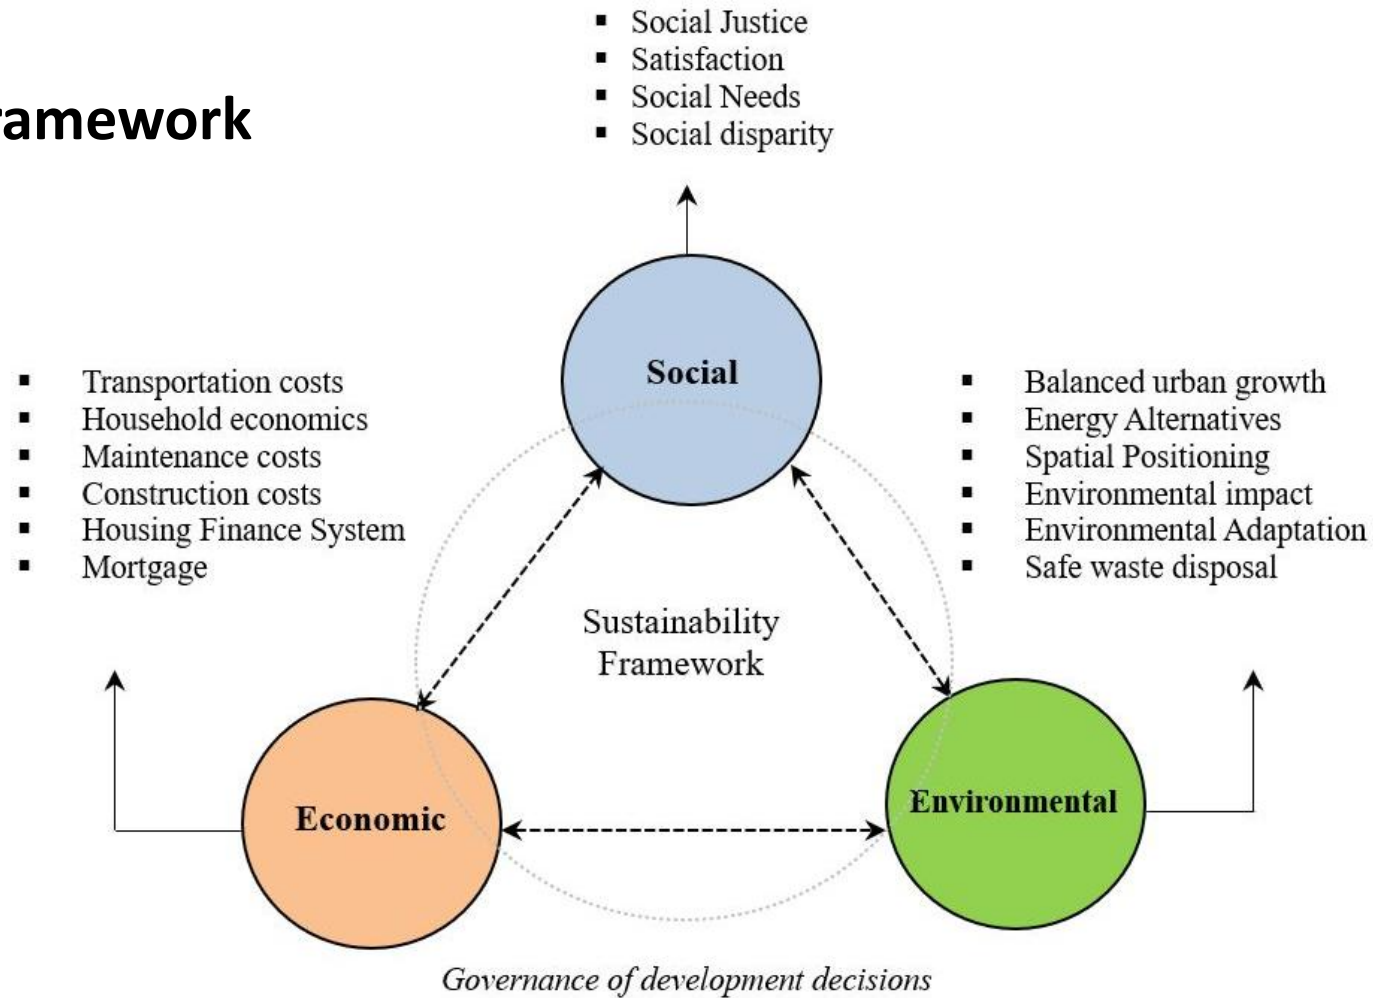 ramework
Social Justice
Satisfaction
Social Needs
Social disparity
Social
Transportation costs
Household economics
Maintenance costs
Construction costs
Housing Finance System
Mortgage
Balanced urban growth
Energy Alternatives
Spatial Positioning
Environmental impact
Environmental Adaptation
Safe waste disposal
Sustainability
Framework
Economic
Environmental
Governance of development decisions